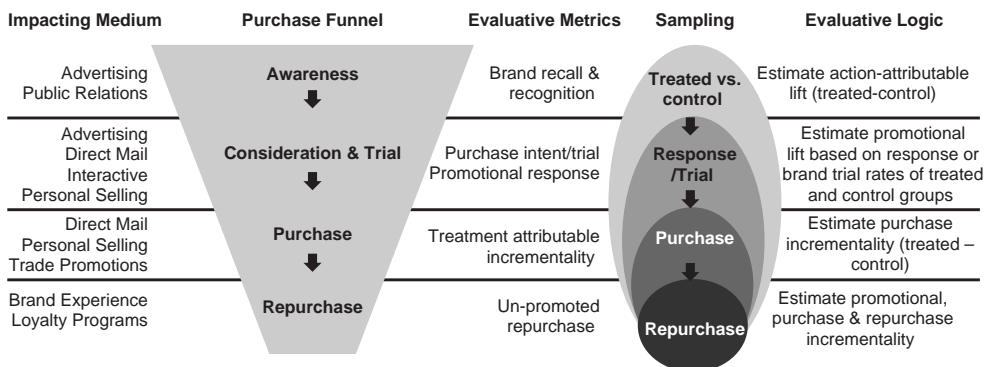 Impacting Medium
Purchase Funnel
Evaluative Metrics
Sampling
Evaluative Logic
Advertising
Public Relations
Awareness
Brand recall &
recognition
Treated vs.
control
Estimate action-attributable
lift (treated-control)
Advertising
Direct Mail
Interactive
Personal Selling
Consideration & Trial
Purchase intent/trial
Promotional response
Response
/Trial
Estimate promotional
lift based on response or
brand trial rates of treated
and control groups
Direct Mail
Personal Selling
Trade Promotions
Purchase
Treatment attributable
incrementality
Purchase
Estimate purchase
incrementality (treated –
control)
Brand Experience
Loyalty Programs
Repurchase
Un-promoted
repurchase
Repurchase
Estimate promotional,
purchase & repurchase
incrementality